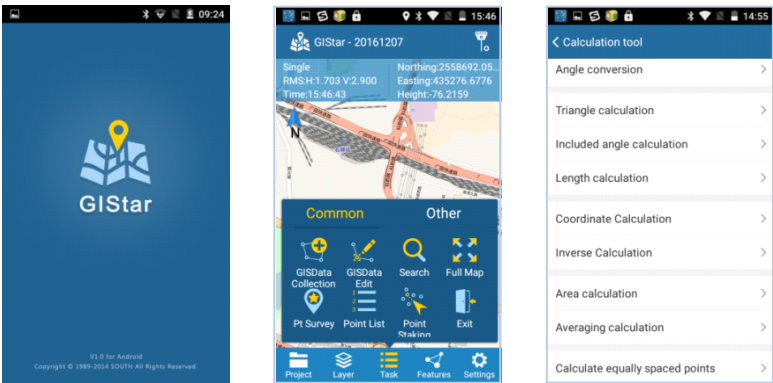 09:24
GIStar
V1.0 for Android
Copyright © 1989-2014 SOUTH All Rights Reserved.
15:46
GIStar - 20161207
Single
RMS:H:1.703 V:2.900
Time:15:46:43
Northing:2558692.05...
Easting:435276.6776
Height:-76.2159
N
Common
Other
GISData Collection
GISData Edit
Search
Full Map
Pt Survey
Point List
Point Staking
Exit
Project
Layer
Task
Features
Settings
14:55
Calculation tool
Angle conversion
Triangle calculation
Included angle calculation
Length calculation
Coordinate Calculation
Inverse Calculation
Area calculation
Averaging calculation
Calculate equally spaced points